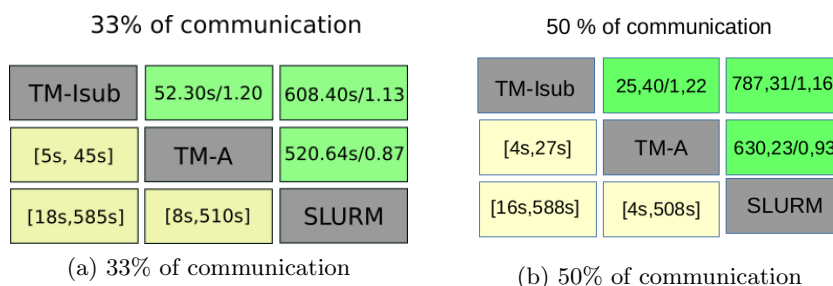 33% of communication
TM-Isub 52.30s/1.20 608.40s/1.13
[5s, 45s] TM-A 520.64s/0.87
[18s,585s] [8s,510s] SLURM
(a) 33% of communication
50 % of communication
TM-Isub 25,40/1,22 787,31/1,16
[4s,27s] TM-A 630,23/0,93
[16s,588s] [4s,508s] SLURM
(b) 50% of communication